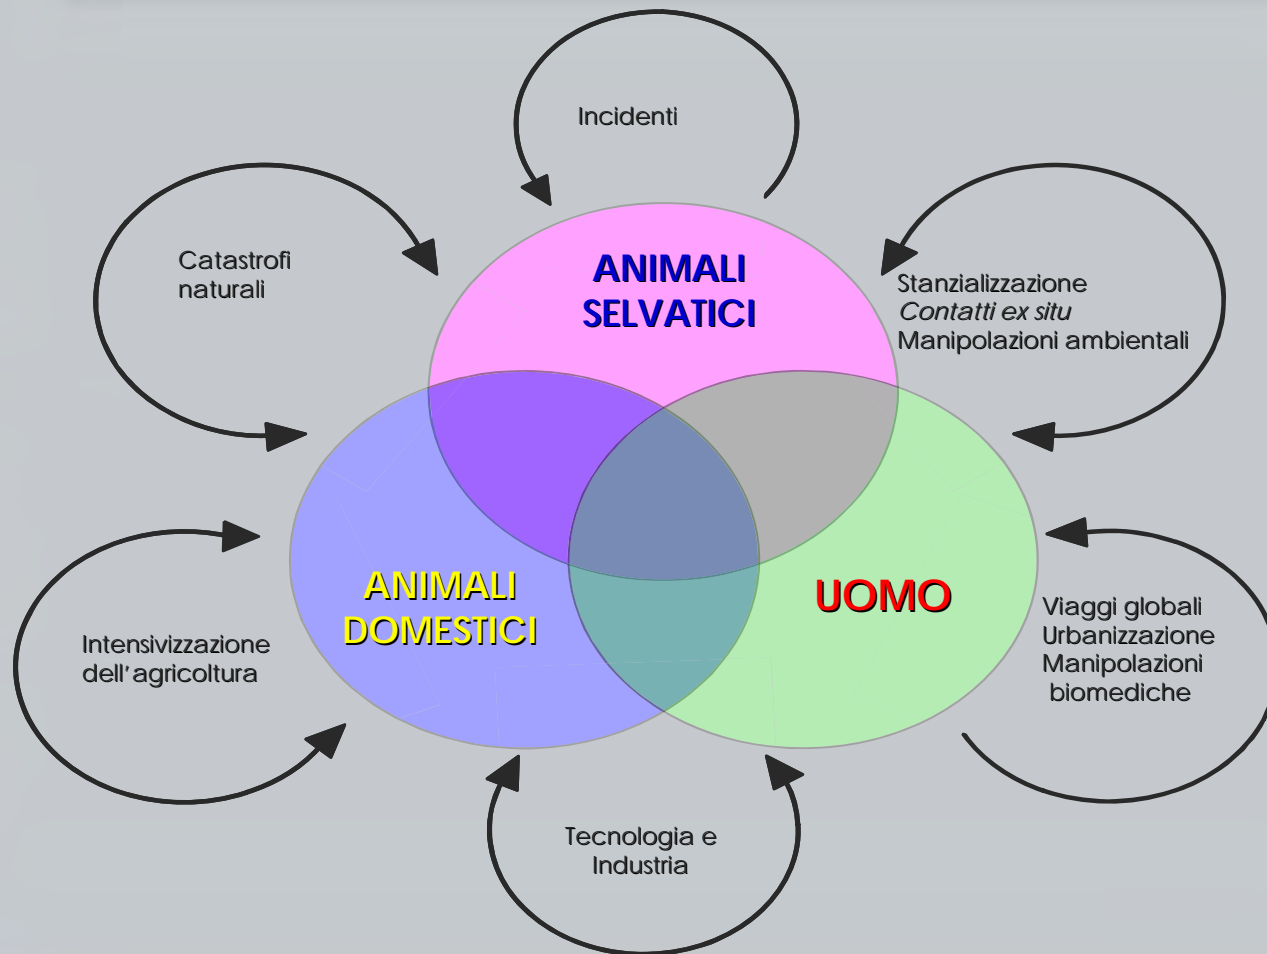 Incidenti
Catastrofi
naturali
ANIMALI
SELVATICI
Stanzializzazione
Contatti ex situ
Manipolazioni ambientali
ANIMALI
DOMESTICI
UOMO
Intensivizzazione
dell'agricoltura
Viaggi globali
Urbanizzazione
Manipolazioni
biomediche
Tecnologia e
Industria